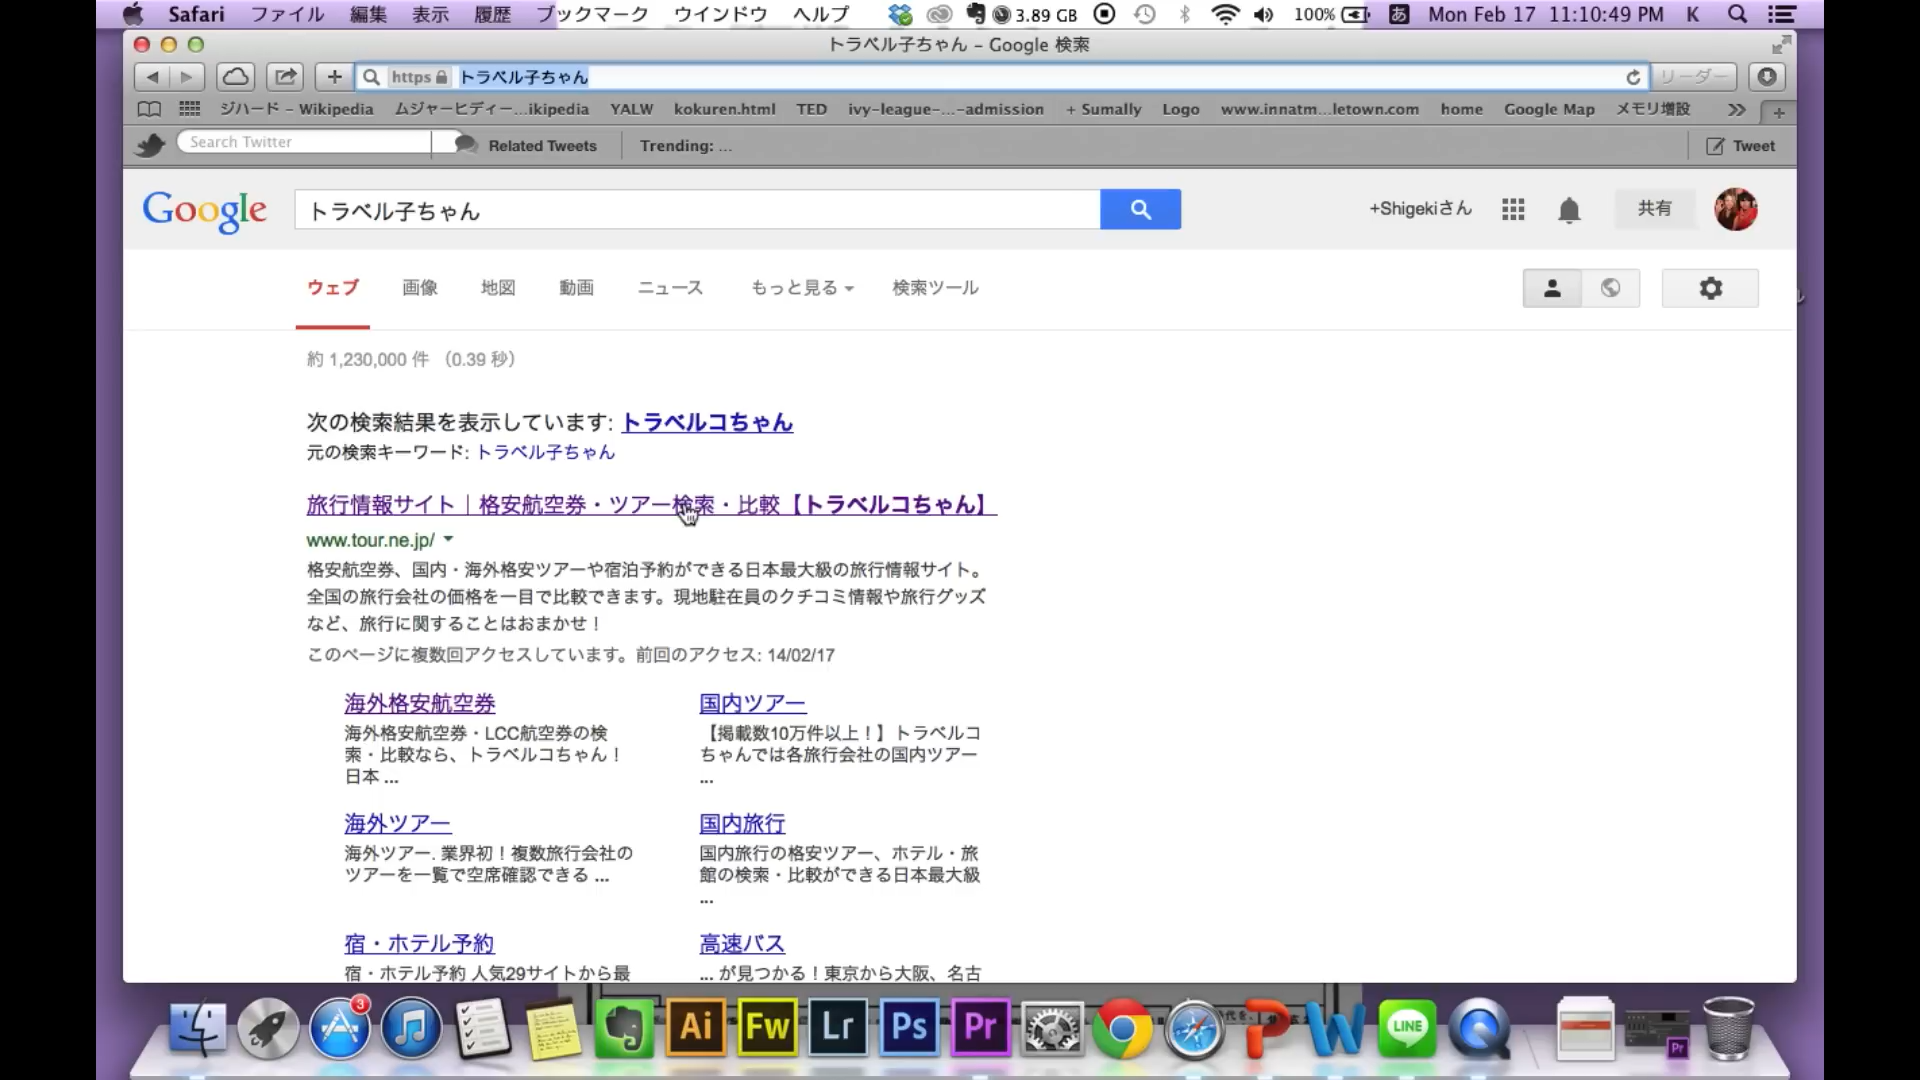 Safari ファイル 編集 表示 履歴 ブックマーク ウインドウ ヘルプ 3.89 GB 100% あ Mon Feb 17 11:10:49 PM K
トラベル子ちゃん – Google 検索
https トラベル子ちゃん リーダー
ジハード – Wikipedia ムジャーヒディー…ikipedia YALW kokuren.html TED ivy-league-…-admission + Sumally Logo www.innatm…letown.com home Google Map メモリ増設
Search Twitter Related Tweets Trending: ... Tweet
Google トラベル子ちゃん +Shigekiさん 共有
ウェブ 画像 地図 動画 ニュース もっと見る 検索ツール
約 1,230,000 件 （0.39 秒）
次の検索結果を表示しています: トラベルコちゃん
元の検索キーワード: トラベル子ちゃん
旅行情報サイト｜格安航空券・ツアー検索・比較【トラベルコちゃん】
www.tour.ne.jp/
格安航空券、国内・海外格安ツアーや宿泊予約ができる日本最大級の旅行情報サイト。
全国の旅行会社の価格を一目で比較できます。現地駐在員のクチコミ情報や旅行グッズ
など、旅行に関することはおまかせ！
このページに複数回アクセスしています。前回のアクセス: 14/02/17
海外格安航空券
海外格安航空券・LCC航空券の検
索・比較なら、トラベルコちゃん！
日本 ...
国内ツアー
【掲載数10万件以上！】トラベルコ
ちゃんでは各旅行会社の国内ツアー
...
海外ツアー
海外ツアー. 業界初！複数旅行会社の
ツアーを一覧で空席確認できる ...
国内旅行
国内旅行の格安ツアー、ホテル・旅
館の検索・比較ができる日本最大級
...
宿・ホテル予約
宿・ホテル予約 人気29サイトから最
高速バス
... が見つかる！東京から大阪、名古
3 Ai Fw Lr Ps Pr LINE Pr